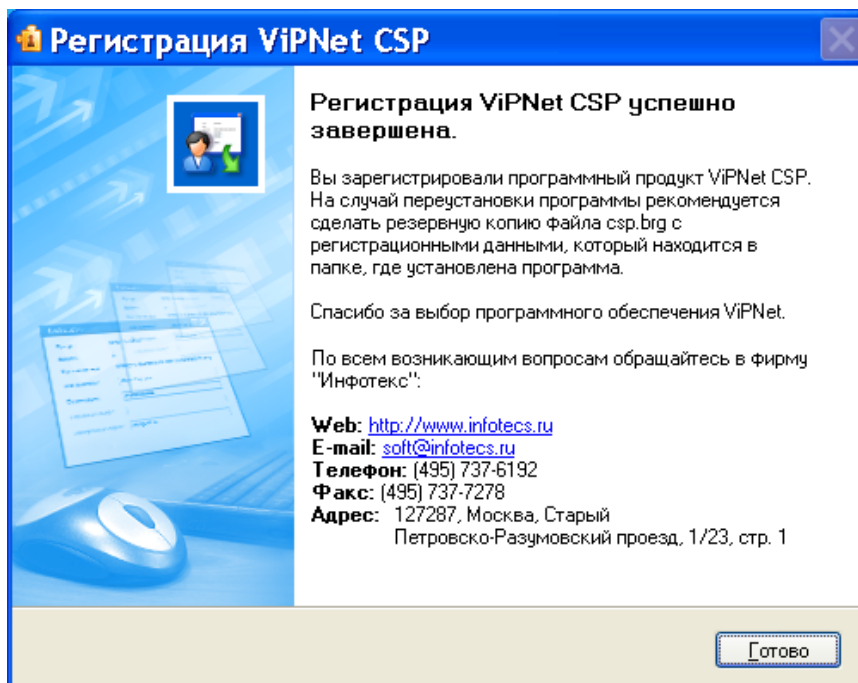 Регистрация ViPNet CSP
Регистрация ViPNet CSP успешно
завершена.
Вы зарегистрировали программный продукт ViPNet CSP.
На случай переустановки программы рекомендуется
сделать резервную копию файла csp.brg с
регистрационными данными, который находится в
папке, где установлена программа.
Спасибо за выбор программного обеспечения ViPNet.
По всем возникающим вопросам обращайтесь в фирму
"Инфотекс":
Web: http://www.infotecs.ru
E-mail: soft@infotecs.ru
Телефон: (495) 737-6192
Факс: (495) 737-7278
Адрес: 127287, Москва, Старый
Петровско-Разумовский проезд, 1/23, стр. 1
Готово